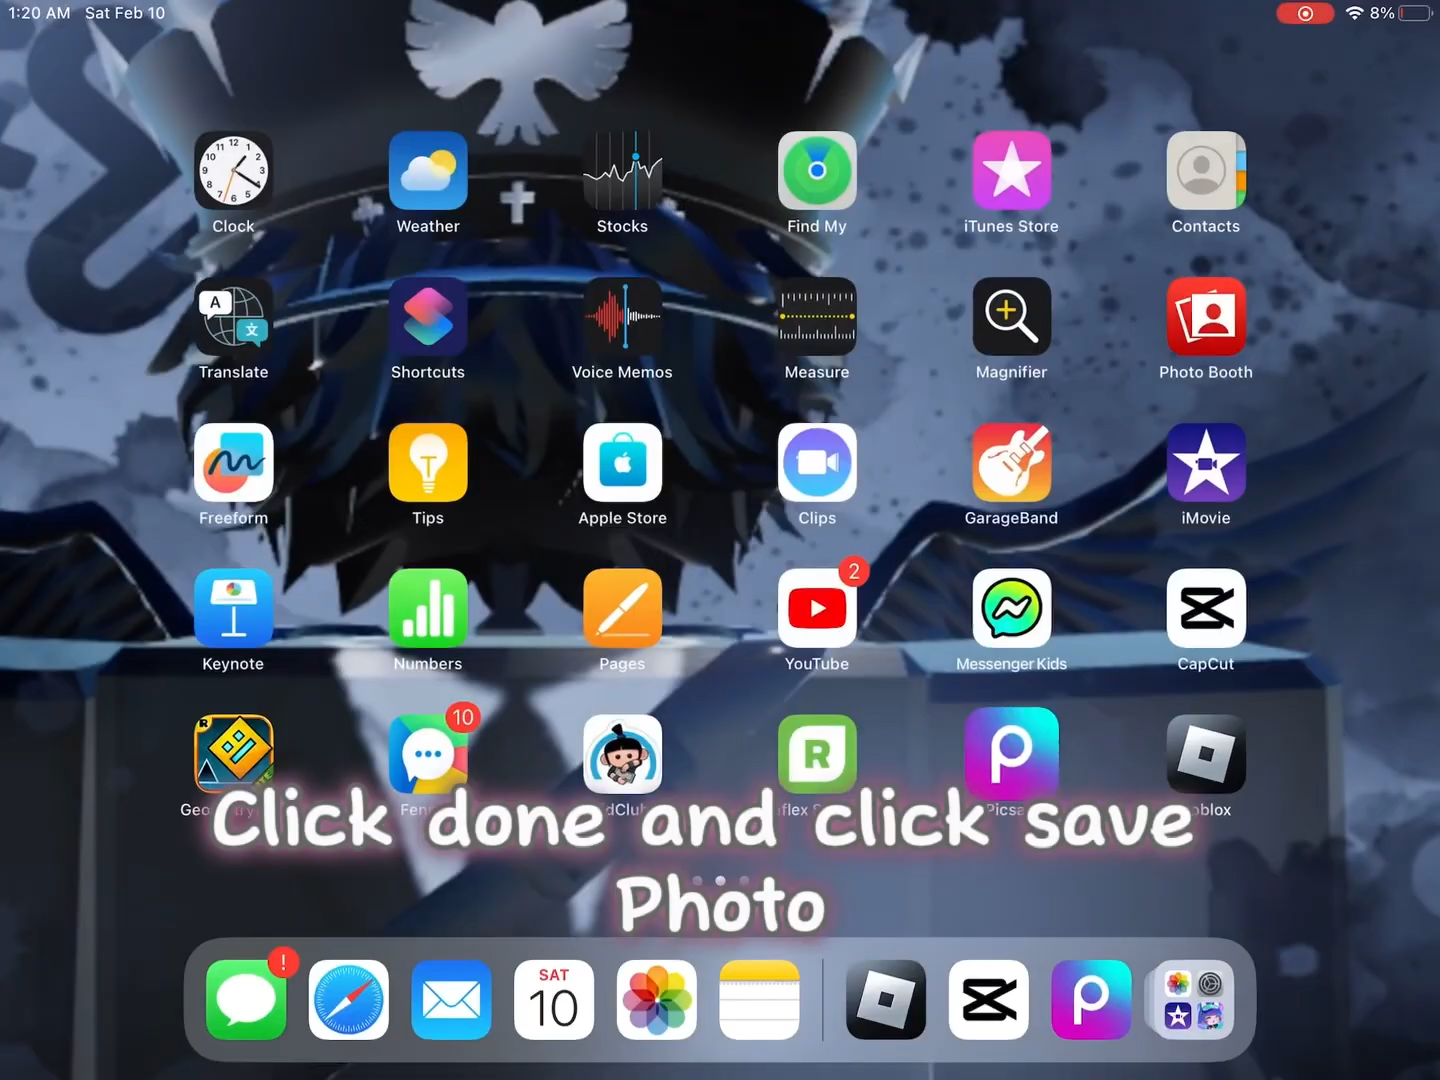 1:20 AM Sat Feb 10
8%
Clock Weather Stocks Find My iTunes Store Contacts
Translate Shortcuts Voice Memos Measure Magnifier Photo Booth
Freeform Tips Apple Store Clips GarageBand iMovie
2
Keynote Numbers Pages YouTube Messenger Kids CapCut
10
Click done and click save
Photo
!
SAT
10